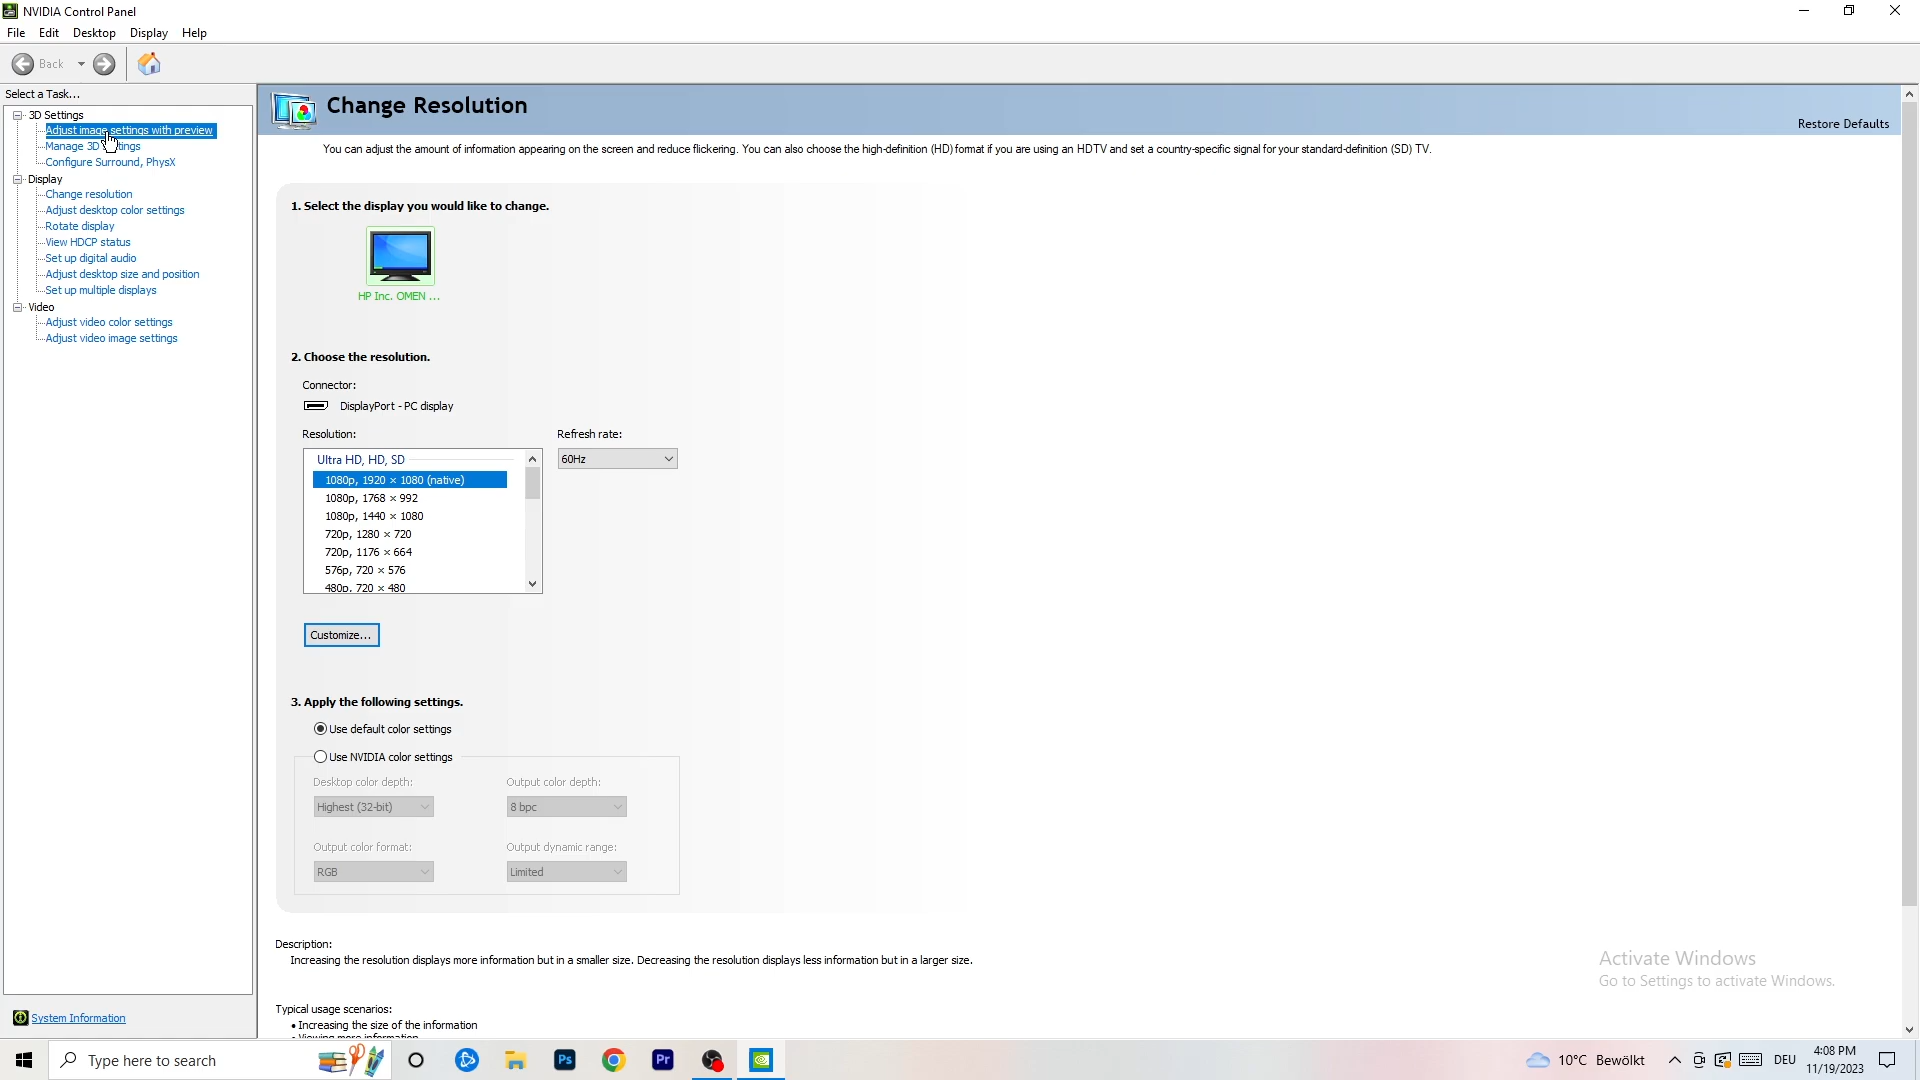 NVIDIA Control Panel
File Edit Desktop Display Help
Back
Select a Task...
3D Settings
Adjust image settings with preview
Manage 3D
Configure Surround, PhysX
Display
Change resolution
Adjust desktop color settings
Rotate display
View HDCP status
Set up digital audio
Adjust desktop size and position
Set up multiple displays
Video
Adjust video color settings
Adjust video image settings
System Information
Change Resolution
Restore Defaults
You can adjust the amount of information appearing on the screen and reduce flickering. You can also choose the high-definition (HD) format if you are using an HDTV and set a country-specific signal for your standard-definition (SD) TV.
1. Select the display you would like to change.
HP Inc. OMEN ...
2. Choose the resolution.
Connector:
DisplayPort - PC display
Resolution:
Refresh rate:
Ultra HD, HD, SD
60Hz
1080p, 1920 × 1080 (native)
1080p, 1768 × 992
1080p, 1440 × 1080
720p, 1280 × 720
720p, 1176 × 664
576p, 720 × 576
480p, 720 × 480
Customize...
3. Apply the following settings.
Use default color settings
Use NVIDIA color settings
Desktop color depth:
Output color depth:
Highest (32-bit)
8 bpc
Output color format:
Output dynamic range:
RGB
Limited
Description:
Increasing the resolution displays more information but in a smaller size. Decreasing the resolution displays less information but in a larger size.
Typical usage scenarios:
• Increasing the size of the information
• Viewing more information
Activate Windows
Go to Settings to activate Windows.
Type here to search
Ps
Pr
10°C Bewölkt
DEU
4:08 PM
11/19/2023